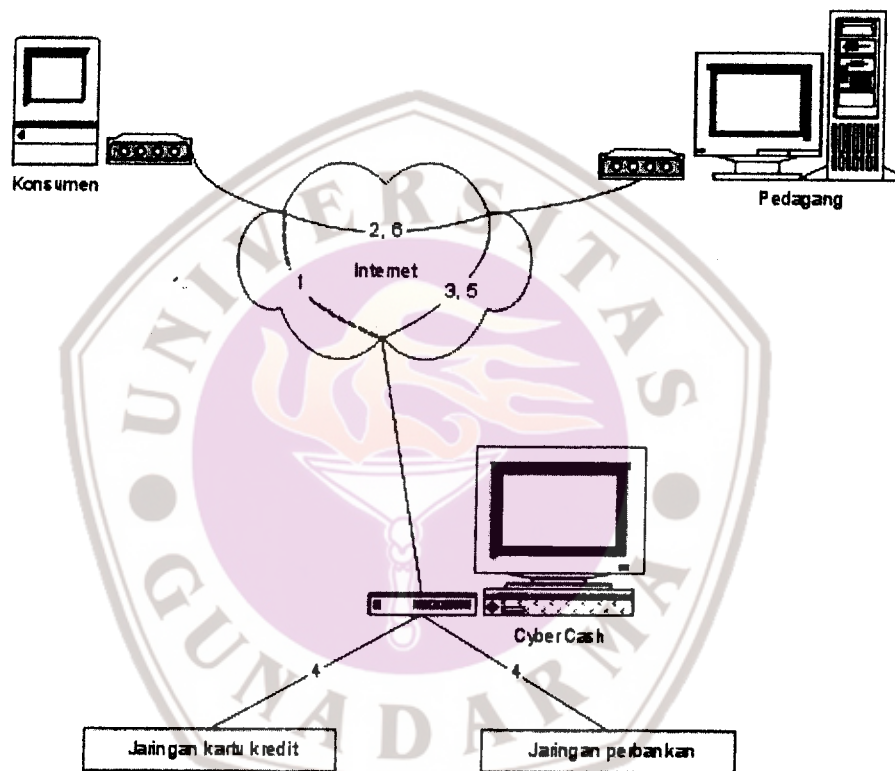 Konsumen
Pedagang
2, 6
Internet
1
3, 5
CyberCash
4
4
Jaringan kartu kredit
Jaringan perbankan
UNIVERSITAS
GUNADARMA